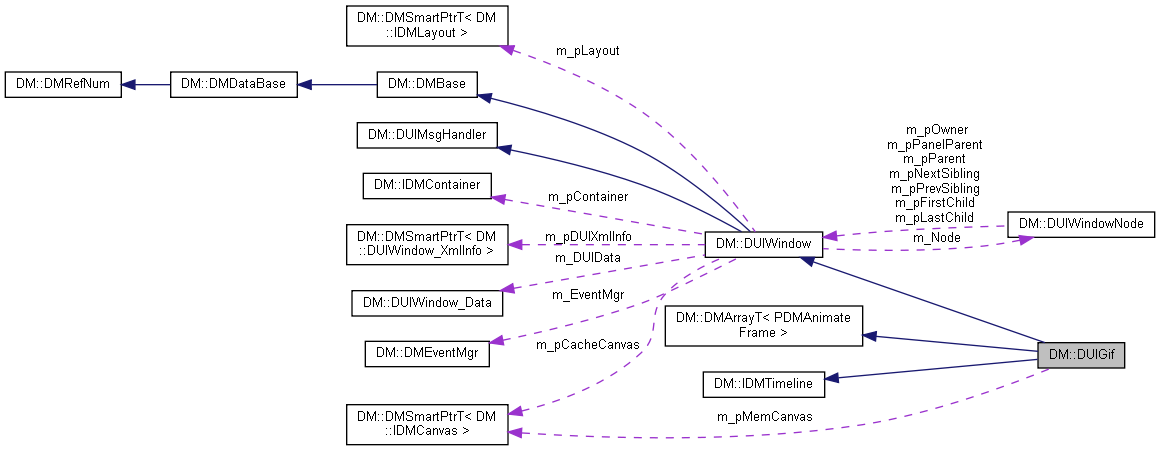 DM::DMSmartPtrT< DM
::IDMLayout >
m_pLayout
DM::DMRefNum
DM::DMDataBase
DM::DMBase
DM::DUIMsgHandler
m_pOwner
m_pPanelParent
m_pParent
m_pNextSibling
m_pPrevSibling
m_pFirstChild
m_pLastChild
DM::IDMContainer
m_pContainer
DM::DUIWindowNode
DM::DMSmartPtrT< DM
::DUIWindow_XmlInfo >
m_pDUIXmlInfo
DM::DUIWindow
m_Node
m_DUIData
DM::DUIWindow_Data
m_EventMgr
DM::DMArrayT< PDMAnimate
Frame >
DM::DMEventMgr
m_pCacheCanvas
DM::DUIGif
DM::IDMTimeline
DM::DMSmartPtrT< DM
::IDMCanvas >
m_pMemCanvas